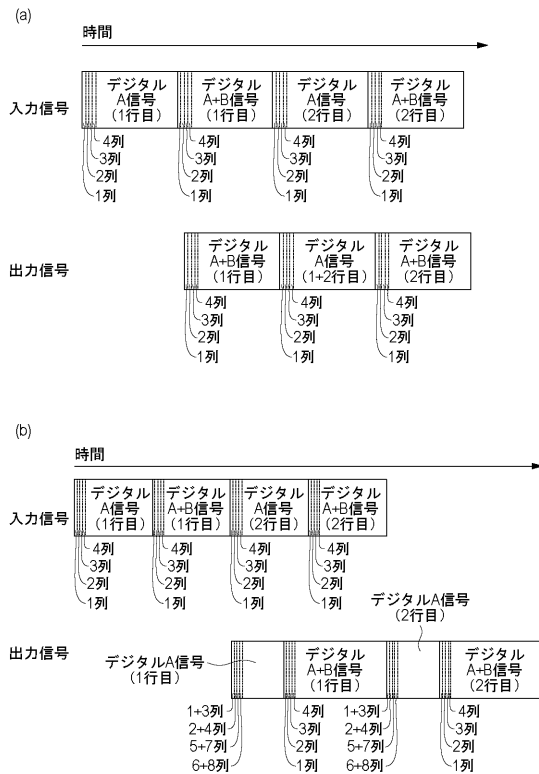 (a)
時間
入力信号
デジタル
A信号
(1行目)
デジタル
A+B信号
(1行目)
デジタル
A信号
(2行目)
デジタル
A+B信号
(2行目)
4列
3列
2列
1列
4列
3列
2列
1列
4列
3列
2列
1列
4列
3列
2列
1列
出力信号
デジタル
A+B信号
(1行目)
デジタル
A信号
(1+2行目)
デジタル
A+B信号
(2行目)
4列
3列
2列
1列
4列
3列
2列
1列
4列
3列
2列
1列
(b)
時間
入力信号
デジタル
A信号
(1行目)
デジタル
A+B信号
(1行目)
デジタル
A信号
(2行目)
デジタル
A+B信号
(2行目)
4列
3列
2列
1列
4列
3列
2列
1列
4列
3列
2列
1列
4列
3列
2列
1列
デジタルA信号
(2行目)
出力信号
デジタルA信号
(1行目)
デジタル
A+B信号
(1行目)
デジタル
A+B信号
(2行目)
1+3列
2+4列
5+7列
6+8列
4列
3列
2列
1列
1+3列
2+4列
5+7列
6+8列
4列
3列
2列
1列